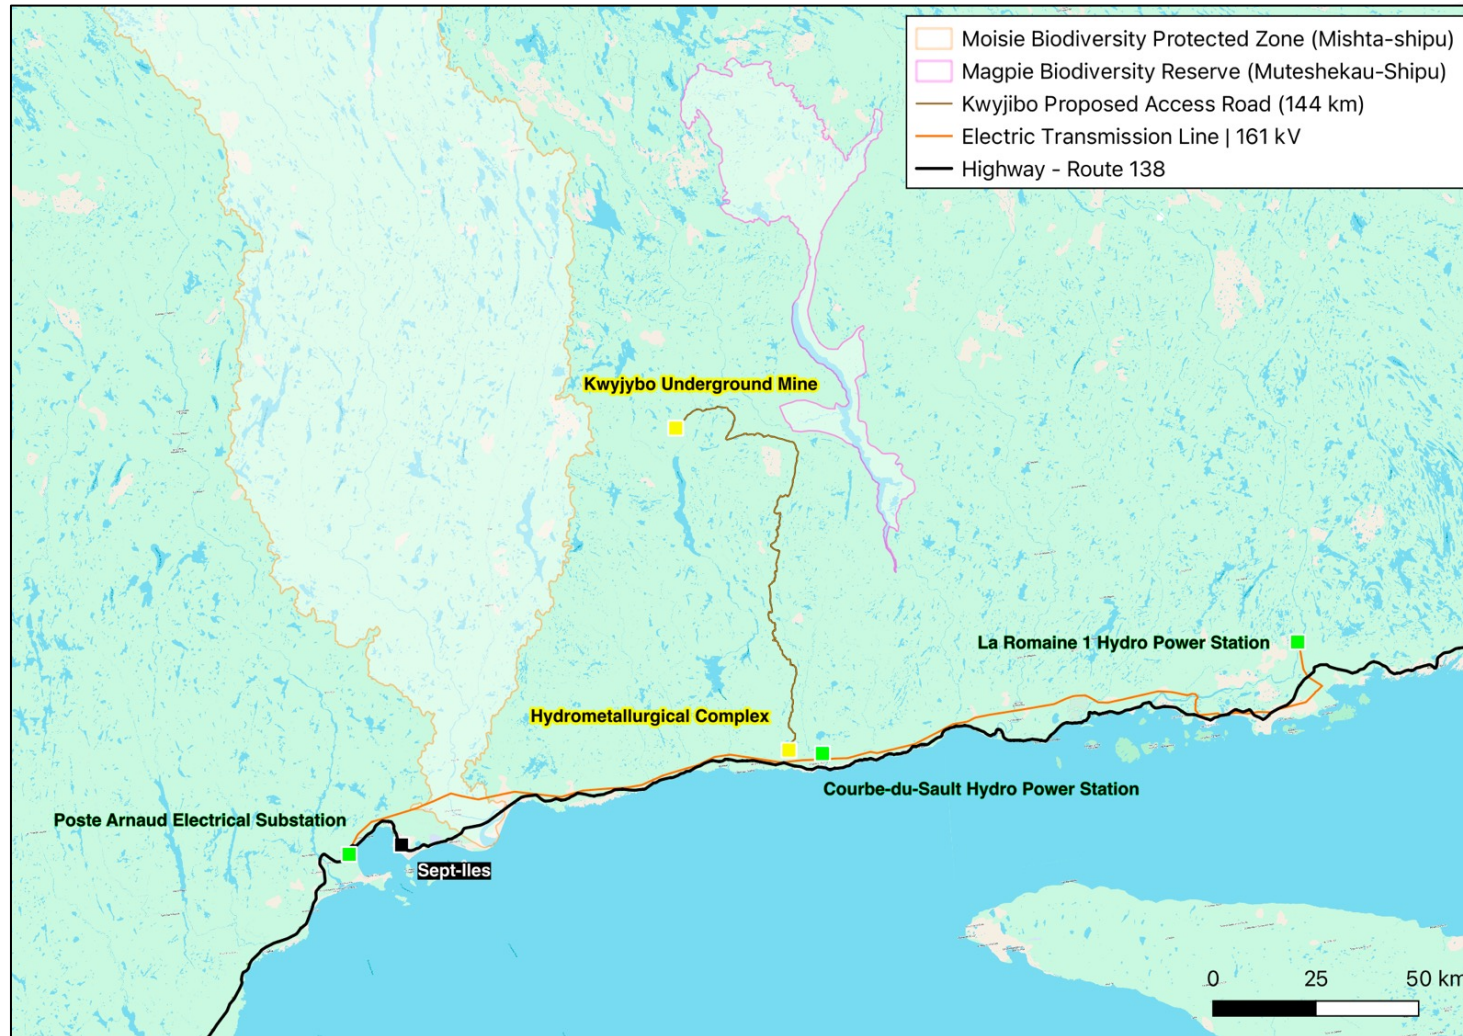 Moisie Biodiversity Protected Zone (Mishta-shipu)
Magpie Biodiversity Reserve (Muteshekau-Shipu)
Kwyjibo Proposed Access Road (144 km)
Electric Transmission Line | 161 kV
Highway - Route 138
Kwyjybo Underground Mine
La Romaine 1 Hydro Power Station
Hydrometallurgical Complex
Courbe-du-Sault Hydro Power Station
Poste Arnaud Electrical Substation
Sept-Iles
0 25 50 km